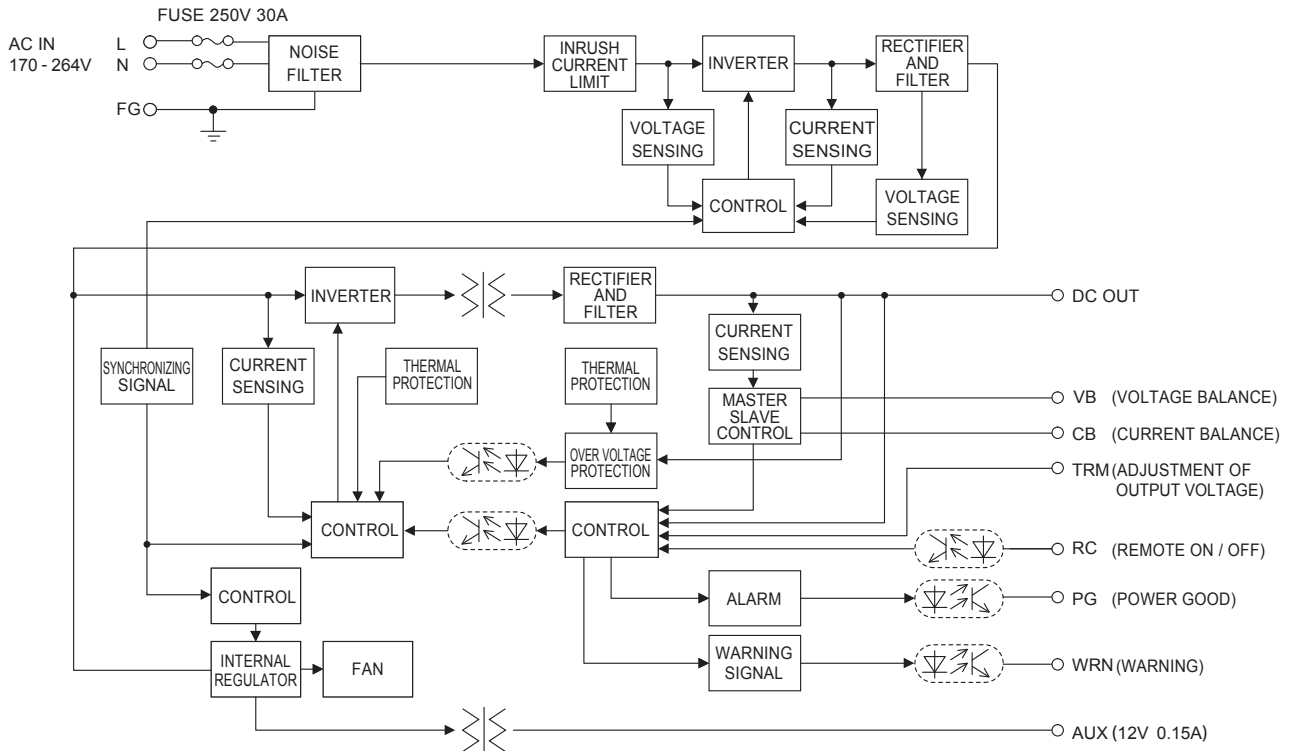 FUSE 250V 30A
AC IN
170 - 264V
L
N
FG
NOISE
FILTER
INRUSH
CURRENT
LIMIT
INVERTER
RECTIFIER
AND
FILTER
VOLTAGE
SENSING
CURRENT
SENSING
CONTROL
VOLTAGE
SENSING
INVERTER
RECTIFIER
AND
FILTER
DC OUT
SYNCHRONIZING
SIGNAL
CURRENT
SENSING
THERMAL
PROTECTION
THERMAL
PROTECTION
CURRENT
SENSING
MASTER
SLAVE
CONTROL
VB (VOLTAGE BALANCE)
CB (CURRENT BALANCE)
OVER VOLTAGE
PROTECTION
TRM (ADJUSTMENT OF
OUTPUT VOLTAGE)
CONTROL
CONTROL
RC (REMOTE ON / OFF)
CONTROL
ALARM
PG (POWER GOOD)
INTERNAL
REGULATOR
FAN
WARNING
SIGNAL
WRN (WARNING)
AUX (12V 0.15A)